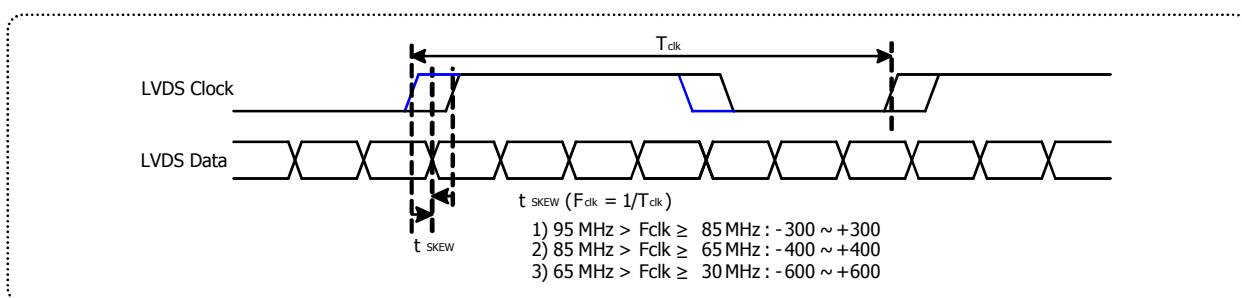 Tclk
LVDS Clock
LVDS Data
t SKEW (Fclk = 1/Tclk)
1) 95 MHz > Fclk ≥ 85 MHz : -300 ~ +300
2) 85 MHz > Fclk ≥ 65 MHz : -400 ~ +400
3) 65 MHz > Fclk ≥ 30 MHz : -600 ~ +600
t SKEW